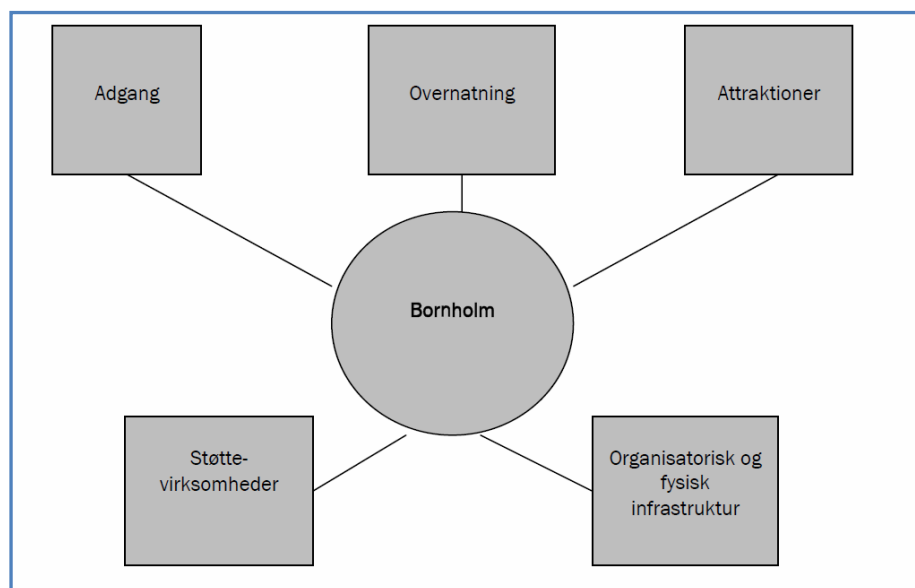 Adgang
Overnatning
Attraktioner
Bornholm
Støtte-
virksomheder
Organisatorisk og
fysisk
infrastruktur